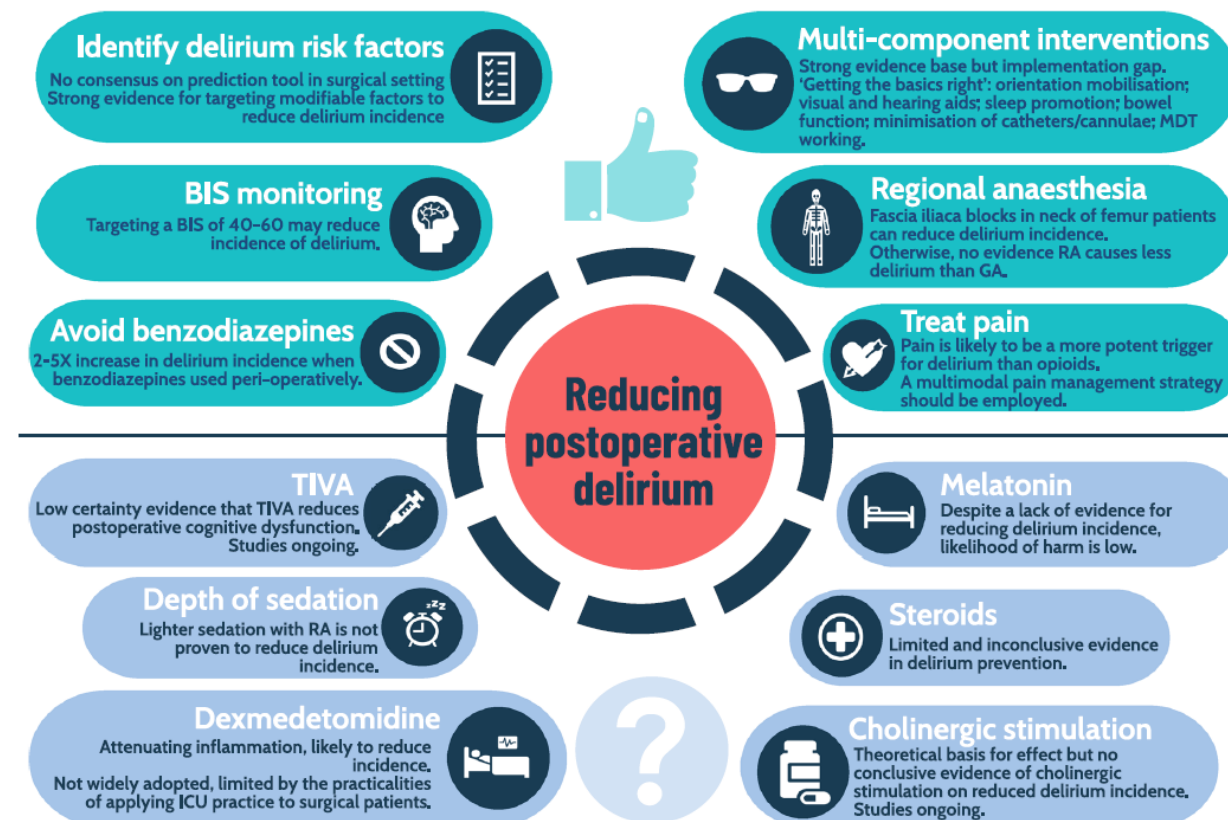 Identify delirium risk factors
No consensus on prediction tool in surgical setting
Strong evidence for targeting modifiable factors to
reduce delirium incidence
BIS monitoring
Targeting a BIS of 40-60 may reduce
incidence of delirium.
Avoid benzodiazepines
2-5X increase in delirium incidence when
benzodiazepines used peri-operatively.
Multi-component interventions
Strong evidence base but implementation gap.
‘Getting the basics right’: orientation mobilisation;
visual and hearing aids; sleep promotion; bowel
function; minimisation of catheters/cannulae; MDT
working.
Regional anaesthesia
Fascia iliaca blocks in neck of femur patients
can reduce delirium incidence.
Otherwise, no evidence RA causes less
delirium than GA.
Treat pain
Pain is likely to be a more potent trigger
for delirium than opioids.
A multimodal pain management strategy
should be employed.
Reducing
postoperative
delirium
TIVA
Low certainty evidence that TIVA reduces
postoperative cognitive dysfunction.
Studies ongoing.
Depth of sedation
Lighter sedation with RA is not
proven to reduce delirium
incidence.
zzZ
Dexmedetomidine
Attenuating inflammation, likely to reduce
incidence.
Not widely adopted, limited by the practicalities
of applying ICU practice to surgical patients.
?
Melatonin
Despite a lack of evidence for
reducing delirium incidence,
likelihood of harm is low.
Steroids
Limited and inconclusive evidence
in delirium prevention.
Cholinergic stimulation
Theoretical basis for effect but no
conclusive evidence of cholinergic
stimulation on reduced delirium incidence.
Studies ongoing.